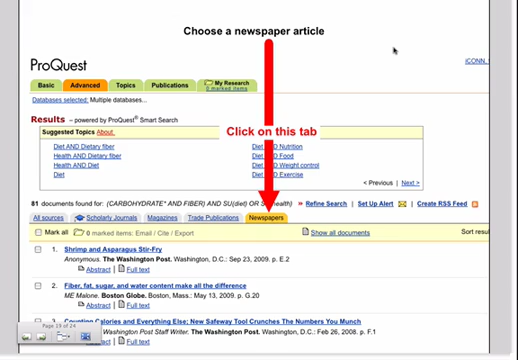 Choose a newspaper article
ProQuest
iCONN,
Basic Advanced Topics Publications My Research
0 marked items
Databases selected: Multiple databases...
Results – powered by ProQuest® Smart Search
Suggested Topics About
Click on this tab
Diet AND Dietary fiber Diet AND Nutrition
Health AND Dietary fiber Diet AND Food
Health AND Diet Diet AND Weight control
Diet Diet AND Exercise
< Previous | Next >
81 documents found for: (CARBOHYDRATE* AND FIBER) AND SU(diet) OR SU(health) » Refine Search | Set Up Alert Create RSS Feed
All sources Scholarly Journals Magazines Trade Publications Newspapers
Mark all 0 marked items: Email / Cite / Export Show all documents Sort resu
1. Shrimp and Asparagus Stir-Fry
Anonymous. The Washington Post. Washington, D.C.: Sep 23, 2009. p. E.2
Abstract | Full text
2. Fiber, fat, sugar, and water content make all the difference
ME Malone. Boston Globe. Boston, Mass.: May 13, 2009. p. G.20
Abstract | Full text
Counting Calories and Everything Else; New Safeway Tool Crunches The Numbers You Munch
Page 19 of 24
Washington Post Staff Writer. The Washington Post. Washington, D.C.: Feb 26, 2008. p. F.1
Full text